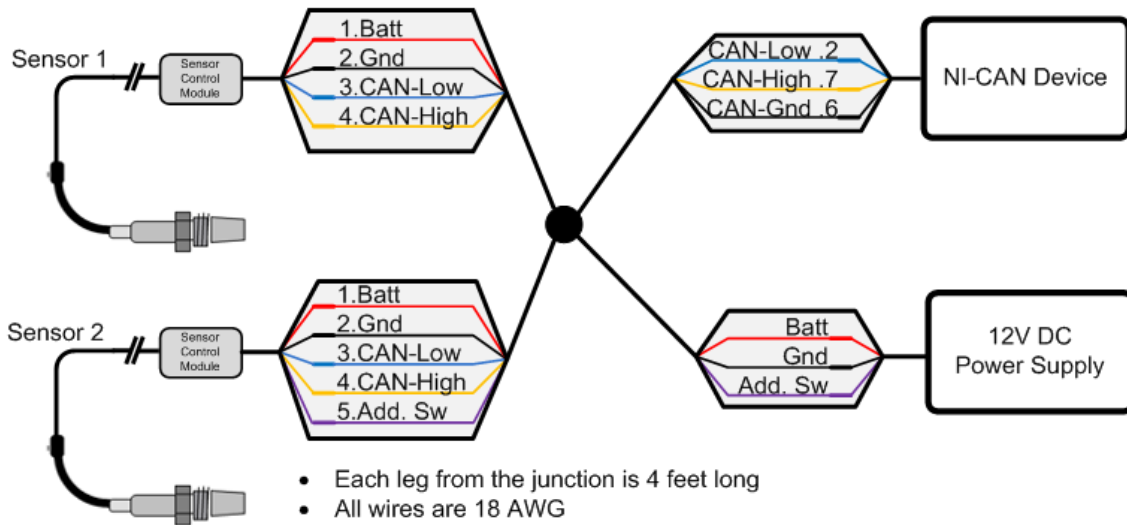 Sensor 1
Sensor
Control
Module
1.Batt
2.Gnd
3.CAN-Low
4.CAN-High
CAN-Low .2
CAN-High .7
CAN-Gnd .6
NI-CAN Device
Sensor 2
Sensor
Control
Module
1.Batt
2.Gnd
3.CAN-Low
4.CAN-High
5.Add. Sw
Batt
Gnd
Add. Sw
12V DC
Power Supply
• Each leg from the junction is 4 feet long
• All wires are 18 AWG